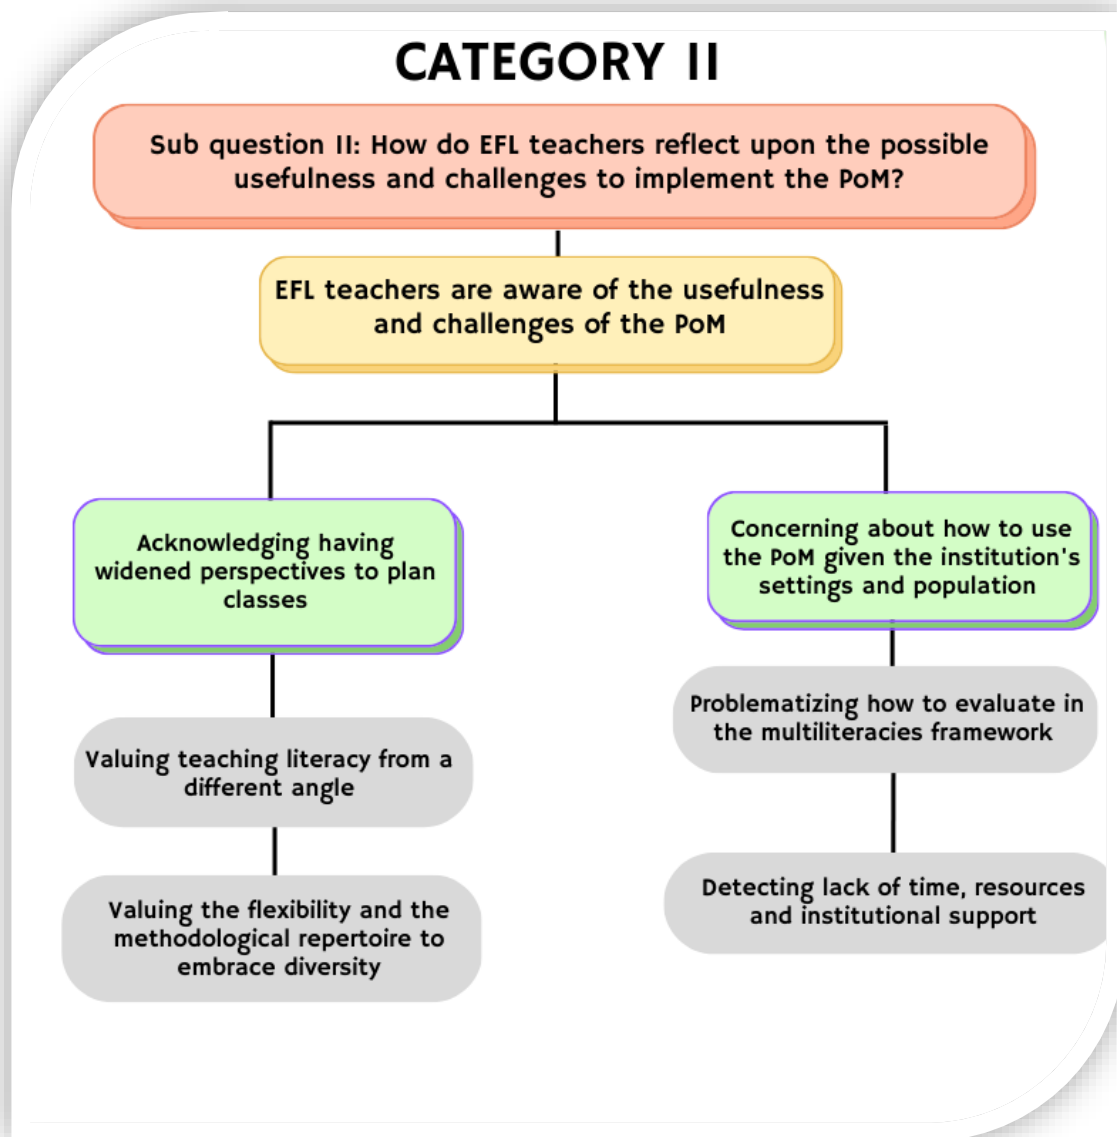 CATEGORY II
Sub question II: How do EFL teachers reflect upon the possible
usefulness and challenges to implement the PoM?
EFL teachers are aware of the usefulness
and challenges of the PoM
Acknowledging having
widened perspectives to plan
classes
Valuing teaching literacy from a
different angle
Valuing the flexibility and the
methodological repertoire to
embrace diversity
Concerning about how to use
the PoM given the institution's
settings and population
Problematizing how to evaluate in
the multiliteracies framework
Detecting lack of time, resources
and institutional support